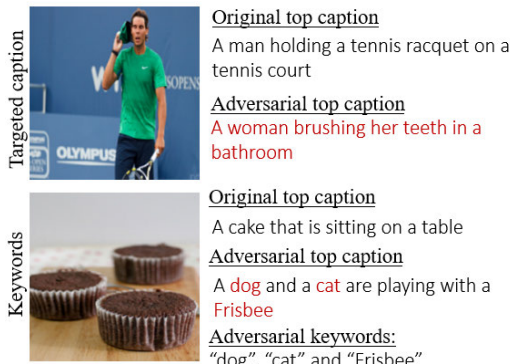 Targeted caption
Original top caption
A man holding a tennis racquet on a
tennis court
Adversarial top caption
A woman brushing her teeth in a
bathroom
OLYMPUS
SOPEN
Keywords
Original top caption
A cake that is sitting on a table
Adversarial top caption
A dog and a cat are playing with a
Frisbee
Adversarial keywords:
"dog", "cat" and "Frisbee"